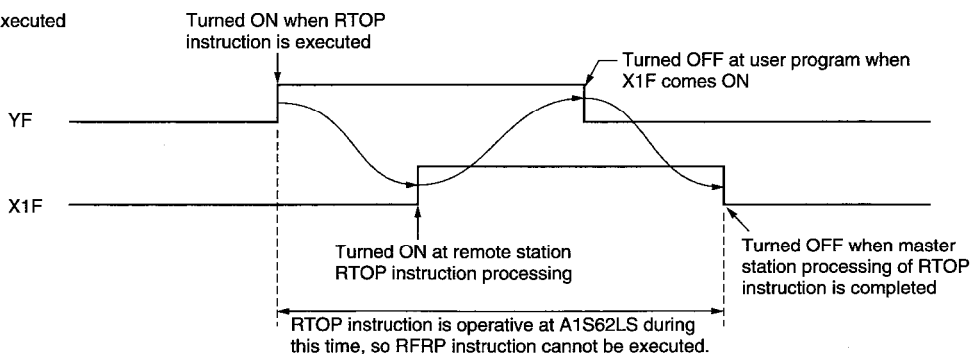 xecuted
Turned ON when RTOP
instruction is executed
Turned OFF at user program when
X1F comes ON
YF
X1F
Turned ON at remote station
RTOP instruction processing
Turned OFF when master
station processing of RTOP
instruction is completed
RTOP instruction is operative at A1S62LS during
this time, so RFRP instruction cannot be executed.